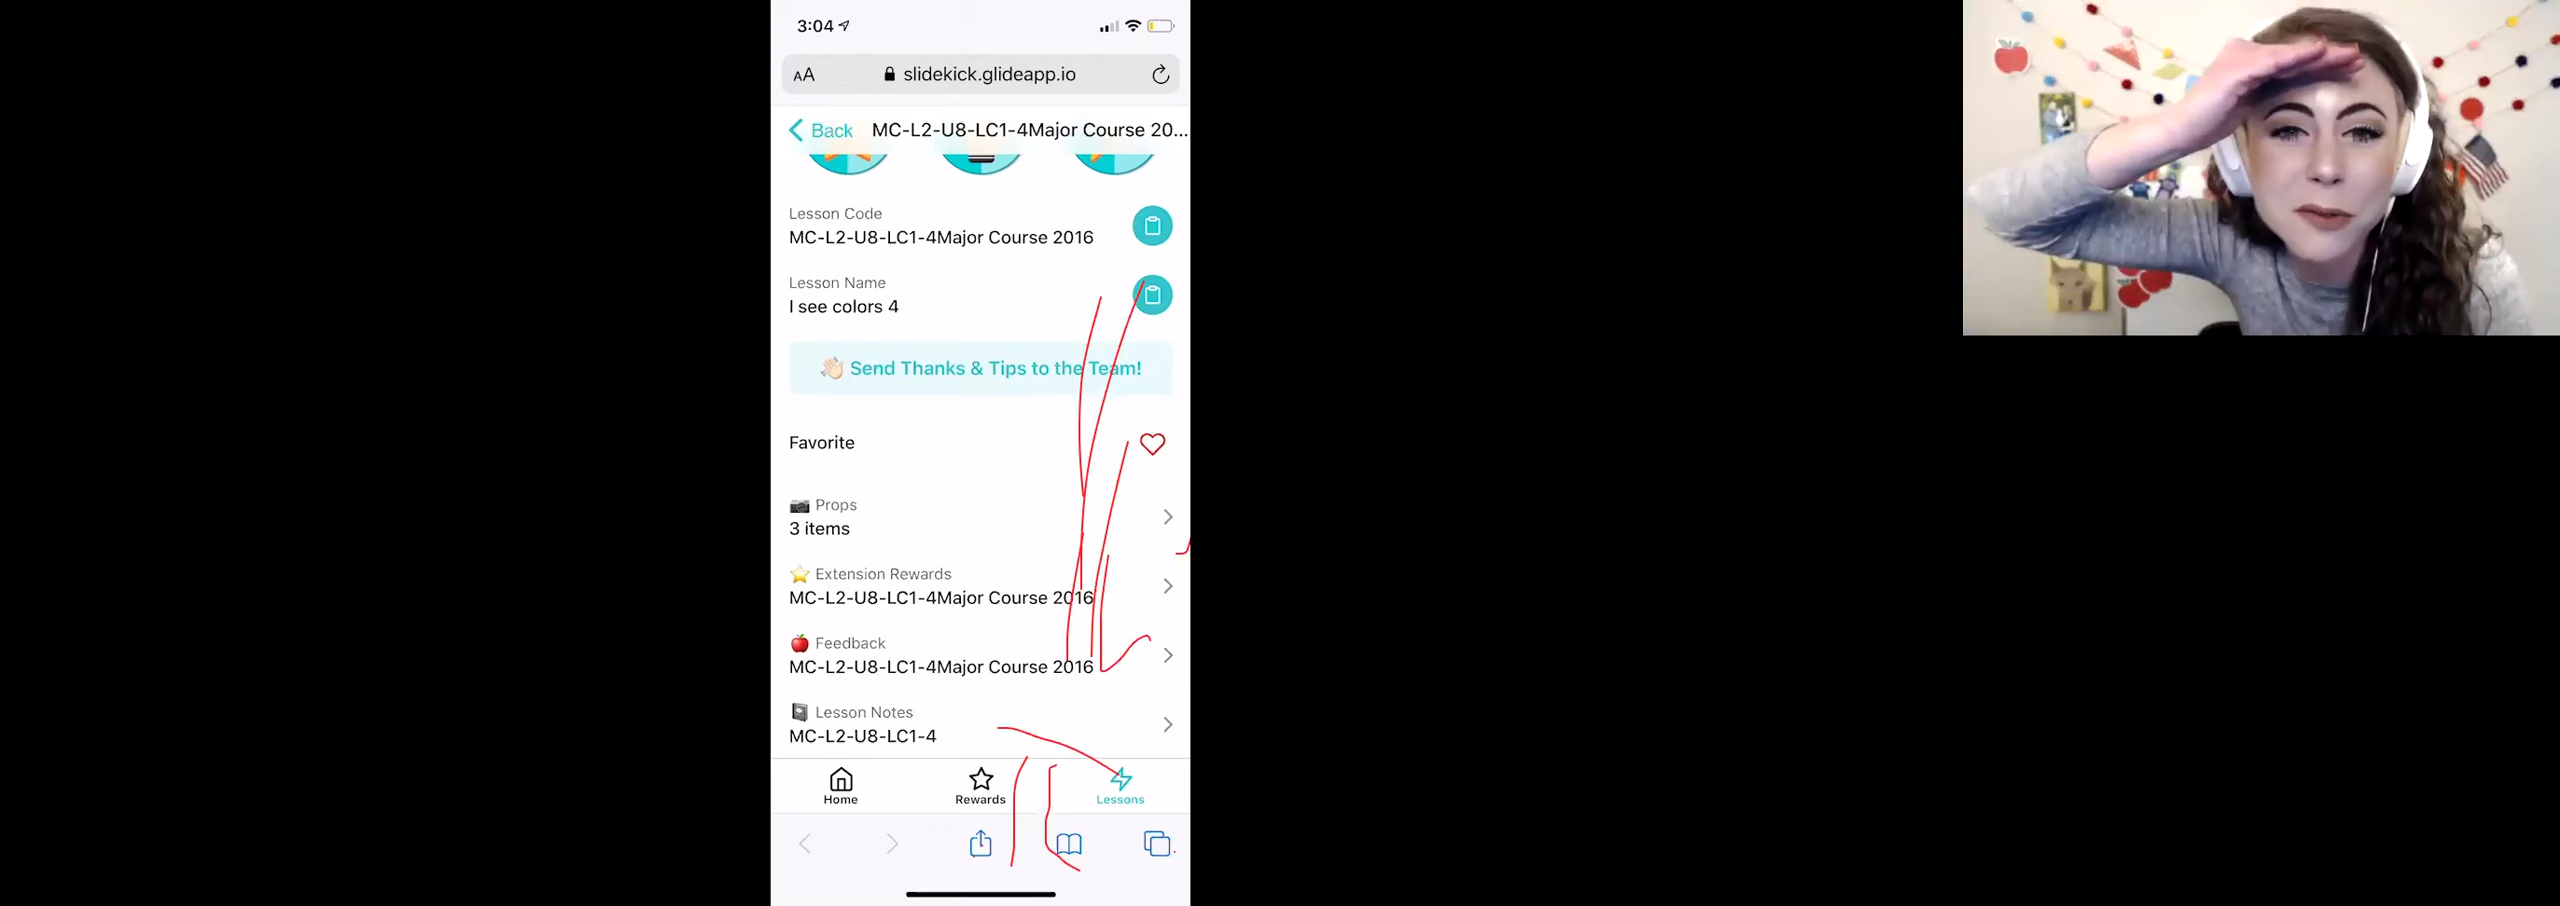 3:04
AA slidekick.glideapp.io
Back MC-L2-U8-LC1-4Major Course 20...
Lesson Code
MC-L2-U8-LC1-4Major Course 2016
Lesson Name
I see colors 4
👋🏻 Send Thanks & Tips to the Team!
Favorite
📷 Props
3 items
⭐ Extension Rewards
MC-L2-U8-LC1-4Major Course 2016
🍎 Feedback
MC-L2-U8-LC1-4Major Course 2016
📓 Lesson Notes
MC-L2-U8-LC1-4
Home Rewards Lessons